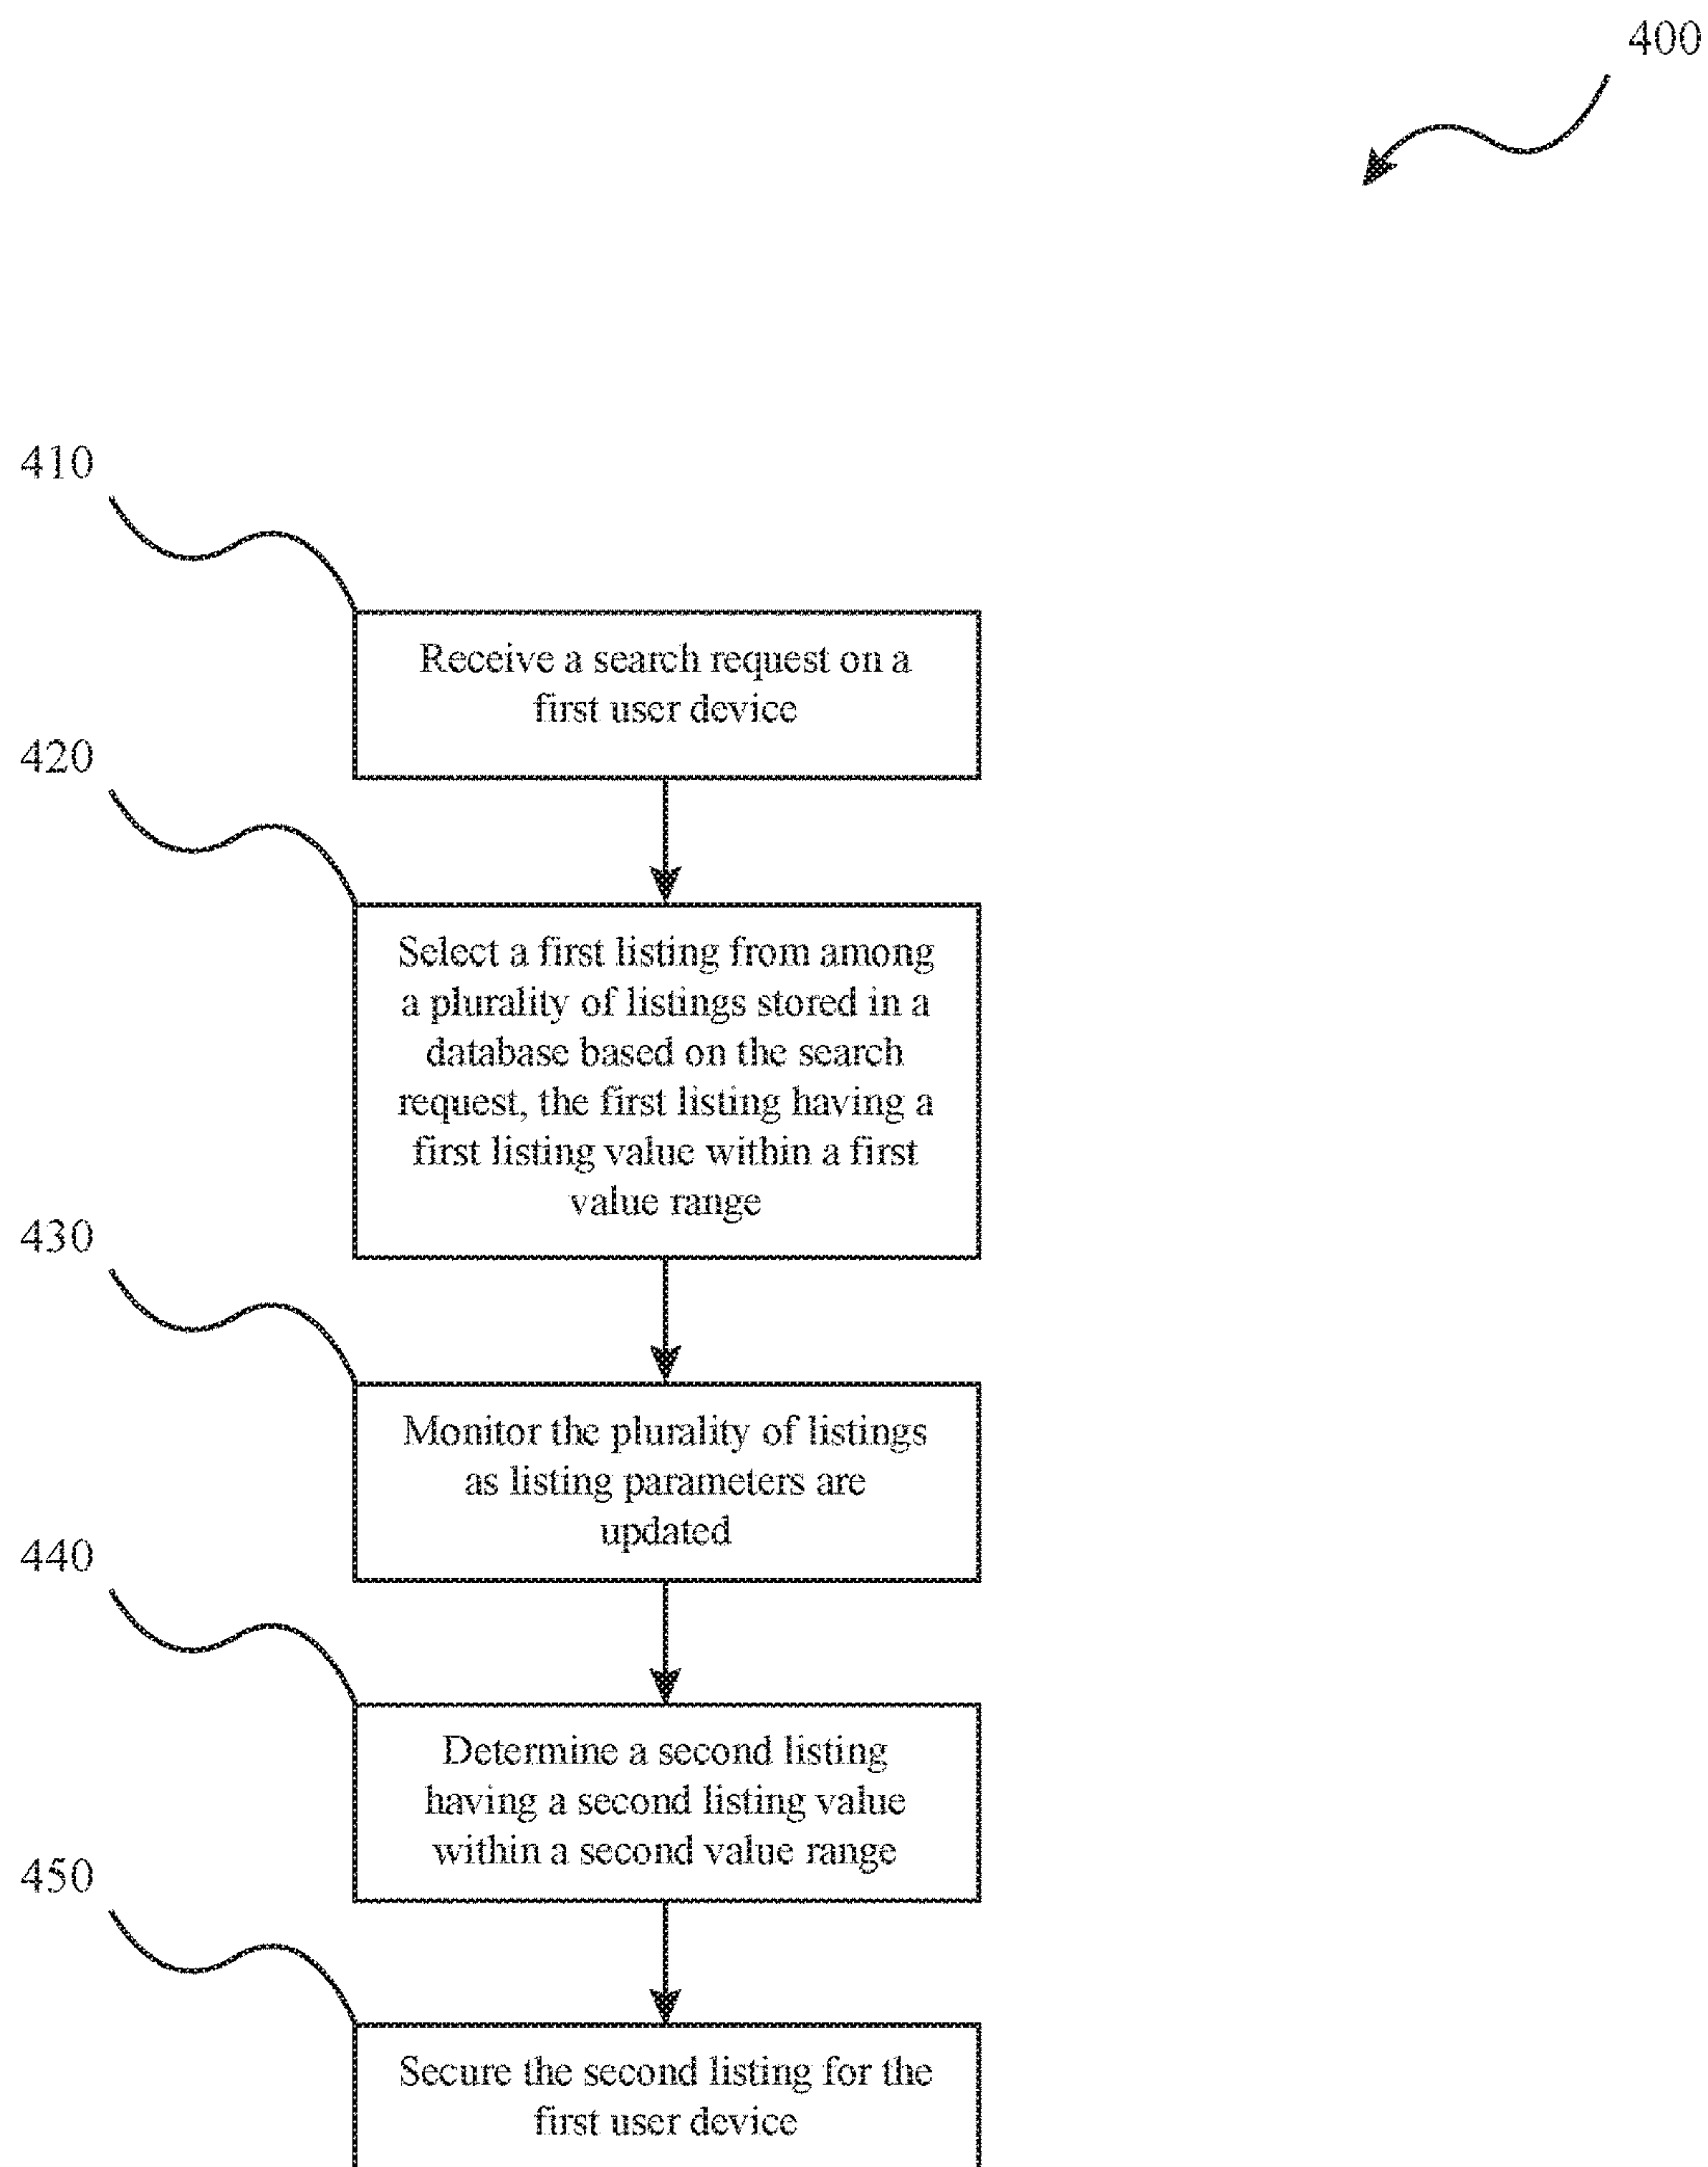 400
410
Receive a search request on a
first user device
420
Select a first listing from among
a plurality of listings stored in a
database based on the search
request, the first listing having a
first listing value within a first
value range
430
Monitor the plurality of listings
as listing parameters are
updated
440
Determine a second listing
having a second listing value
within a second value range
450
Secure the second listing for the
first user device